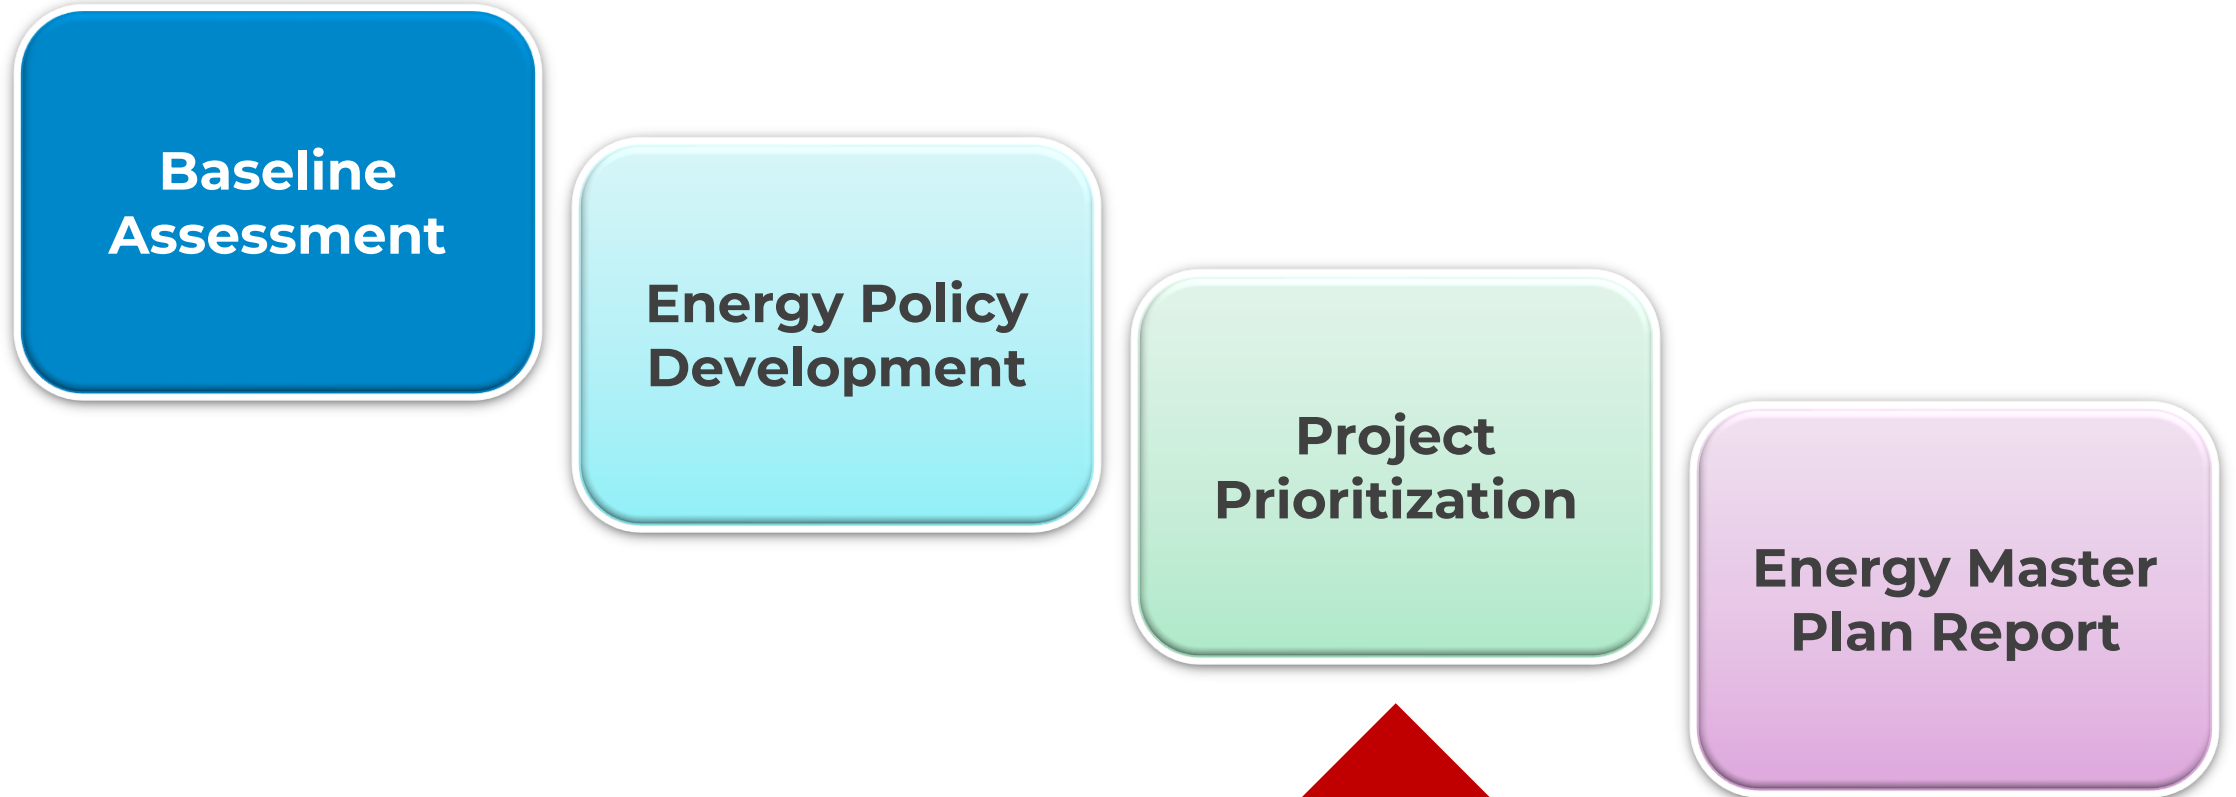 Baseline
Assessment
Energy Policy
Development
Project
Prioritization
Energy Master
Plan Report